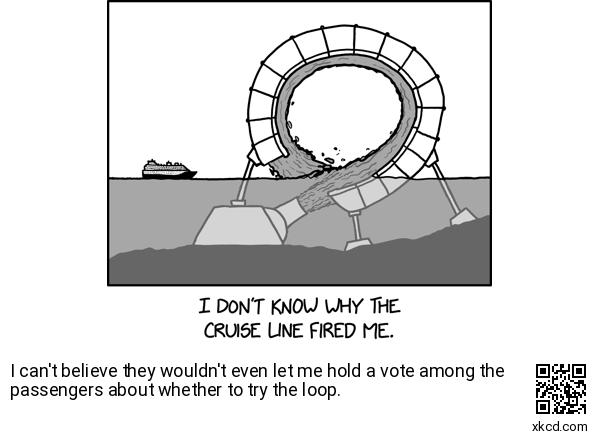 I DON'T KNOW WHY THE
CRUISE LINE FIRED ME.
I can't believe they wouldn't even let me hold a vote among the
passengers about whether to try the loop.
xkcd.com